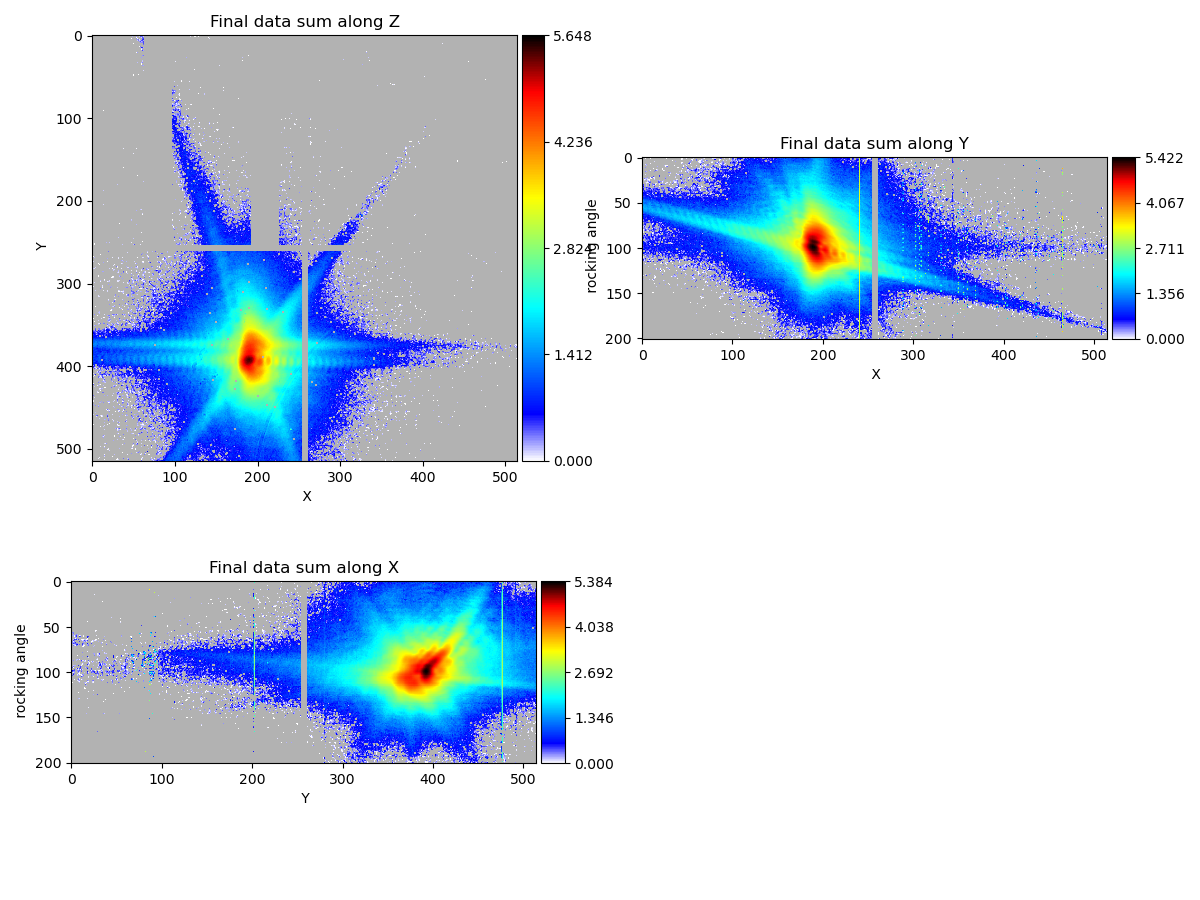 Final data sum along Z
0
100
200
300
400
500
Y
0 100 200 300 400 500
X
5.648
4.236
2.824
1.412
0.000
Final data sum along Y
0
50
100
150
200
rocking angle
0 100 200 300 400 500
X
5.422
4.067
2.711
1.356
0.000
Final data sum along X
0
50
100
150
200
rocking angle
0 100 200 300 400 500
Y
5.384
4.038
2.692
1.346
0.000